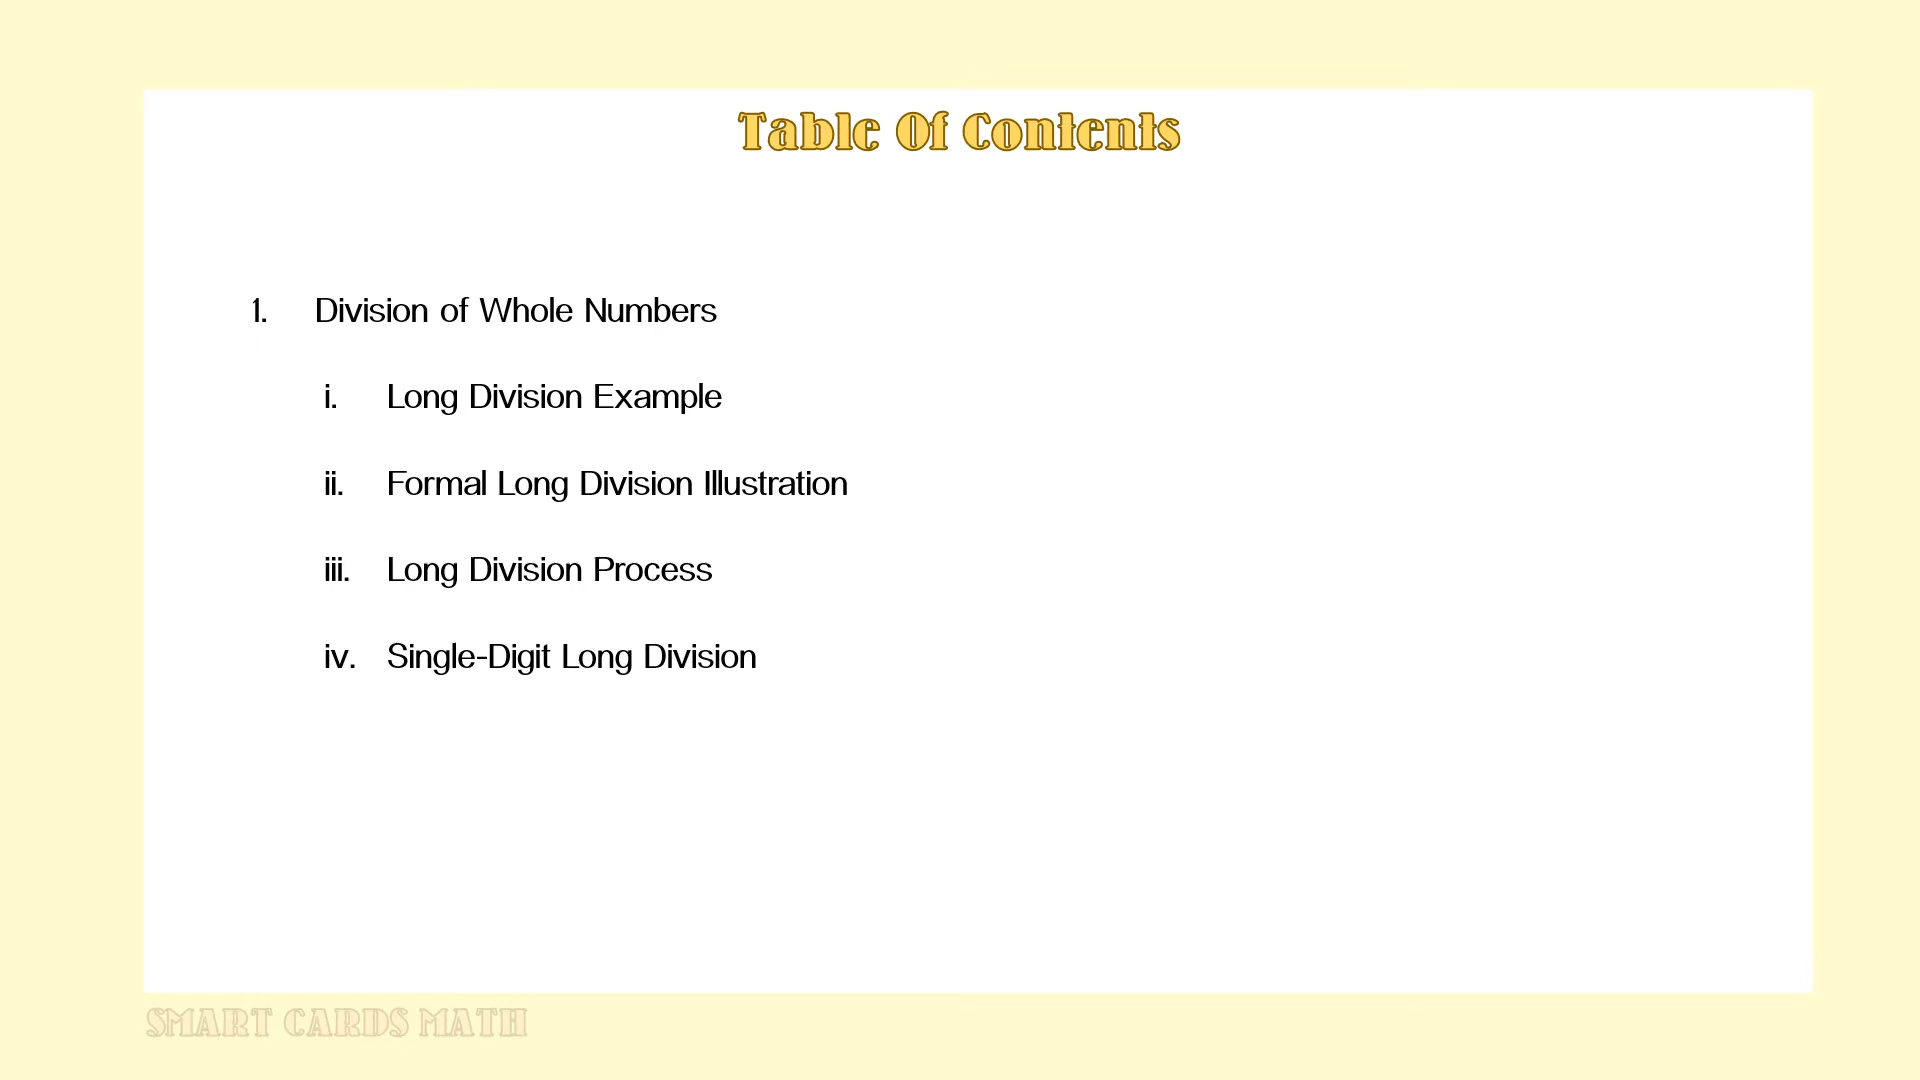 Table Of Contents
1. Division of Whole Numbers
i. Long Division Example
ii. Formal Long Division Illustration
iii. Long Division Process
iv. Single-Digit Long Division
SMART CARDS MATH